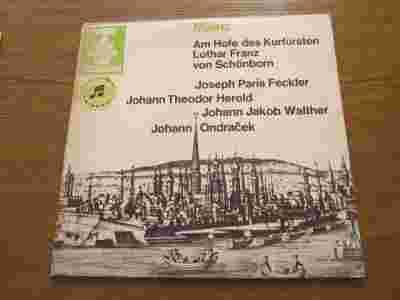 Mainz
Am Hofe des Kurfürsten
Lothar Franz
von Schönborn
Joseph Paris Feckler
Johann Theodor Herold
Johann Jakob Walther
Johann Ondraček